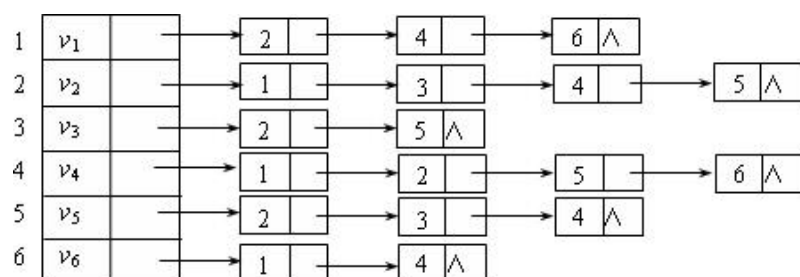 1 v1 2 4 6 ∧
2 v2 1 3 4 5 ∧
3 v3 2 5 ∧
4 v4 1 2 5 6 ∧
5 v5 2 3 4 ∧
6 v6 1 4 ∧